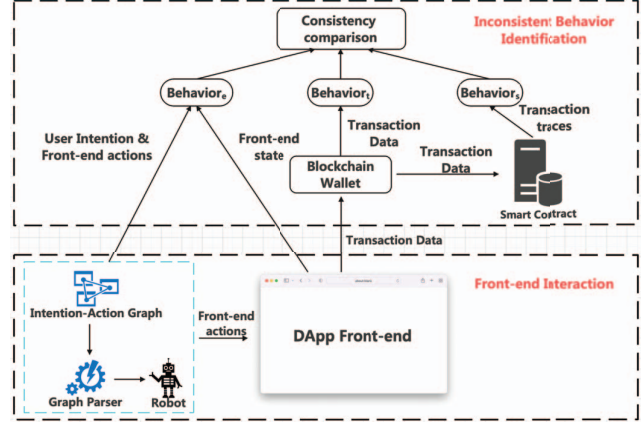 Consistency
comparison
Inconsistent Behavior
Identification
Behaviorₑ
Behaviorₜ
Behaviorₛ
User Intention &
Front-end actions
Front-end
state
Transaction
Data
Transaction
Data
Transaction
traces
Blockchain
Wallet
Smart Contract
Transaction Data
Front-end Interaction
Intention-Action Graph
Front-end
actions
DApp Front-end
Graph Parser
Robot